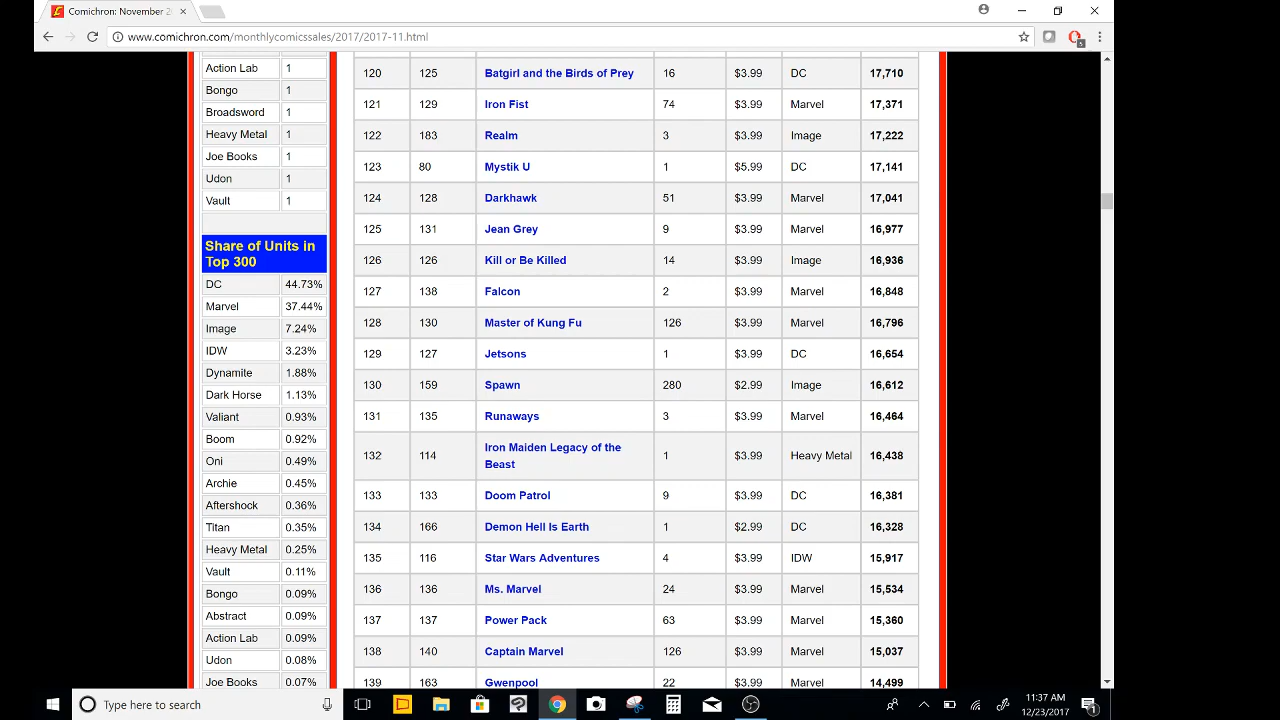 Comichron: November 2
www.comichron.com/monthlycomicssales/2017/2017-11.html
5
Action Lab 1
Bongo 1
Broadsword 1
Heavy Metal 1
Joe Books 1
Udon 1
Vault 1
Share of Units in
Top 300
DC 44.73%
Marvel 37.44%
Image 7.24%
IDW 3.23%
Dynamite 1.88%
Dark Horse 1.13%
Valiant 0.93%
Boom 0.92%
Oni 0.49%
Archie 0.45%
Aftershock 0.36%
Titan 0.35%
Heavy Metal 0.25%
Vault 0.11%
Bongo 0.09%
Abstract 0.09%
Action Lab 0.09%
Udon 0.08%
Joe Books 0.07%
120 125 Batgirl and the Birds of Prey 16 $3.99 DC 17,710
121 129 Iron Fist 74 $3.99 Marvel 17,371
122 183 Realm 3 $3.99 Image 17,222
123 80 Mystik U 1 $5.99 DC 17,141
124 128 Darkhawk 51 $3.99 Marvel 17,041
125 131 Jean Grey 9 $3.99 Marvel 16,977
126 126 Kill or Be Killed 14 $3.99 Image 16,936
127 138 Falcon 2 $3.99 Marvel 16,848
128 130 Master of Kung Fu 126 $3.99 Marvel 16,796
129 127 Jetsons 1 $3.99 DC 16,654
130 159 Spawn 280 $2.99 Image 16,612
131 135 Runaways 3 $3.99 Marvel 16,464
132 114 Iron Maiden Legacy of the
Beast 1 $3.99 Heavy Metal 16,438
133 133 Doom Patrol 9 $3.99 DC 16,381
134 166 Demon Hell Is Earth 1 $2.99 DC 16,328
135 116 Star Wars Adventures 4 $3.99 IDW 15,917
136 136 Ms. Marvel 24 $3.99 Marvel 15,534
137 137 Power Pack 63 $3.99 Marvel 15,360
138 140 Captain Marvel 126 $3.99 Marvel 15,037
139 163 Gwenpool 22 $3.99 Marvel 14,499
Type here to search
11:37 AM
12/23/2017
1